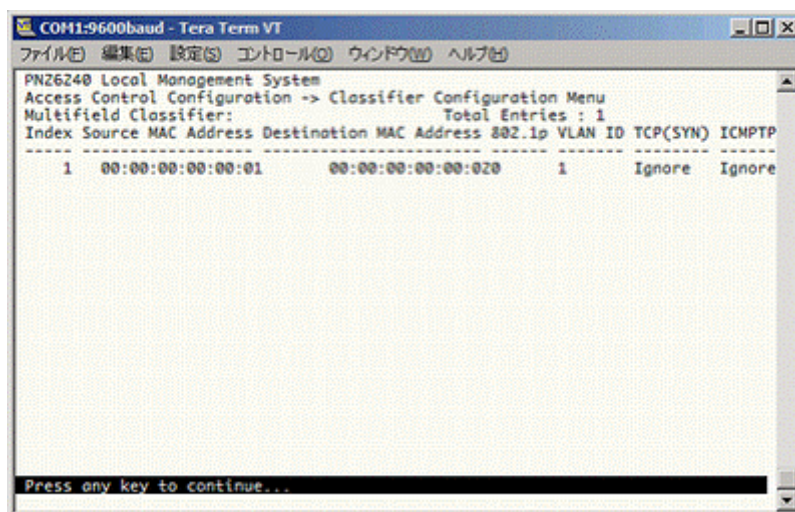 COM1:9600baud - Tera Term VT
ファイル(F) 編集(E) 設定(S) コントロール(O) ウィンドウ(W) ヘルプ(H)
PN26240 Local Management System
Access Control Configuration -> Classifier Configuration Menu
Multifield Classifier: Total Entries : 1
Index Source MAC Address Destination MAC Address 802.1p VLAN ID TCP(SYN) ICMPTP
----- ------------------ ----------------------- ------ ------- -------- ------
1 00:00:00:00:00:01 00:00:00:00:00:020 1 Ignore Ignore
Press any key to continue...